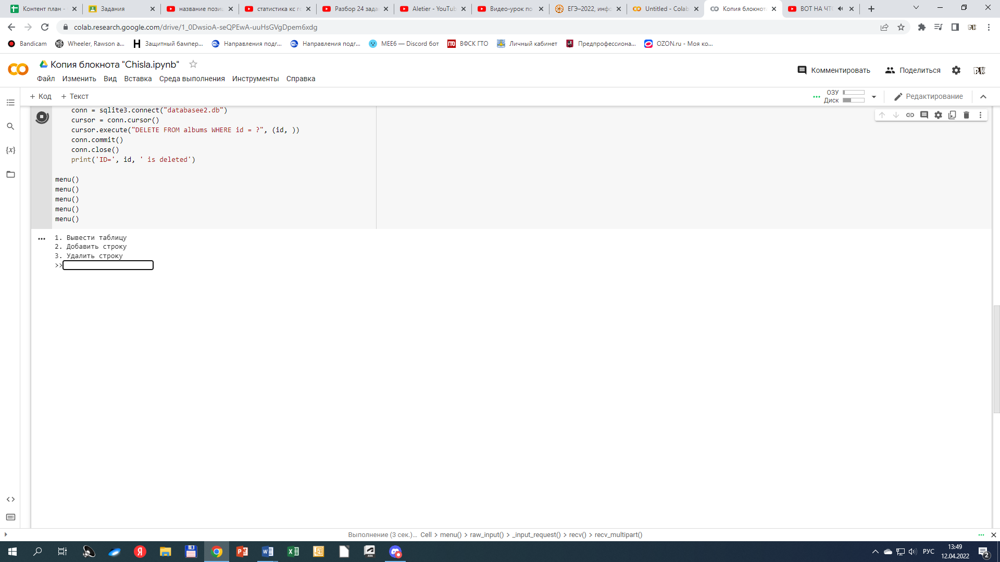 Контент план -
Задания
название позиц
статистика кс го
Разбор 24 зада
Aletier - YouTub
Видео-урок по
ЕГЭ–2022, инфо
Untitled - Colab
Копия блокнота
ВОТ НА ЧТО
colab.research.google.com/drive/1_0DwsioA-seQPEwA-uuHsGVgDpem6xdg
Bandicam
Wheeler, Rawson a...
Защитный бампер...
Направления подг...
Направления подг...
MEE6 — Discord бот
ВФСК ГТО
Личный кабинет
Предпрофессиона...
OZON.ru - Моя ко...
Копия блокнота "Chisla.ipynb"
Комментировать
Поделиться
Файл Изменить Вид Вставка Среда выполнения Инструменты Справка
+ Код + Текст
ОЗУ
Диск
Редактирование
conn = sqlite3.connect("databasee2.db")
cursor = conn.cursor()
cursor.execute("DELETE FROM albums WHERE id = ?", (id, ))
conn.commit()
conn.close()
print('ID=', id, ' is deleted')
menu()
menu()
menu()
menu()
menu()
1. Вывести таблицу
2. Добавить строку
3. Удалить строку
>>
Выполнение (3 сек.)... Cell > menu() > raw_input() > _input_request() > recv() > recv_multipart()
РУС
13:49
12.04.2022
2